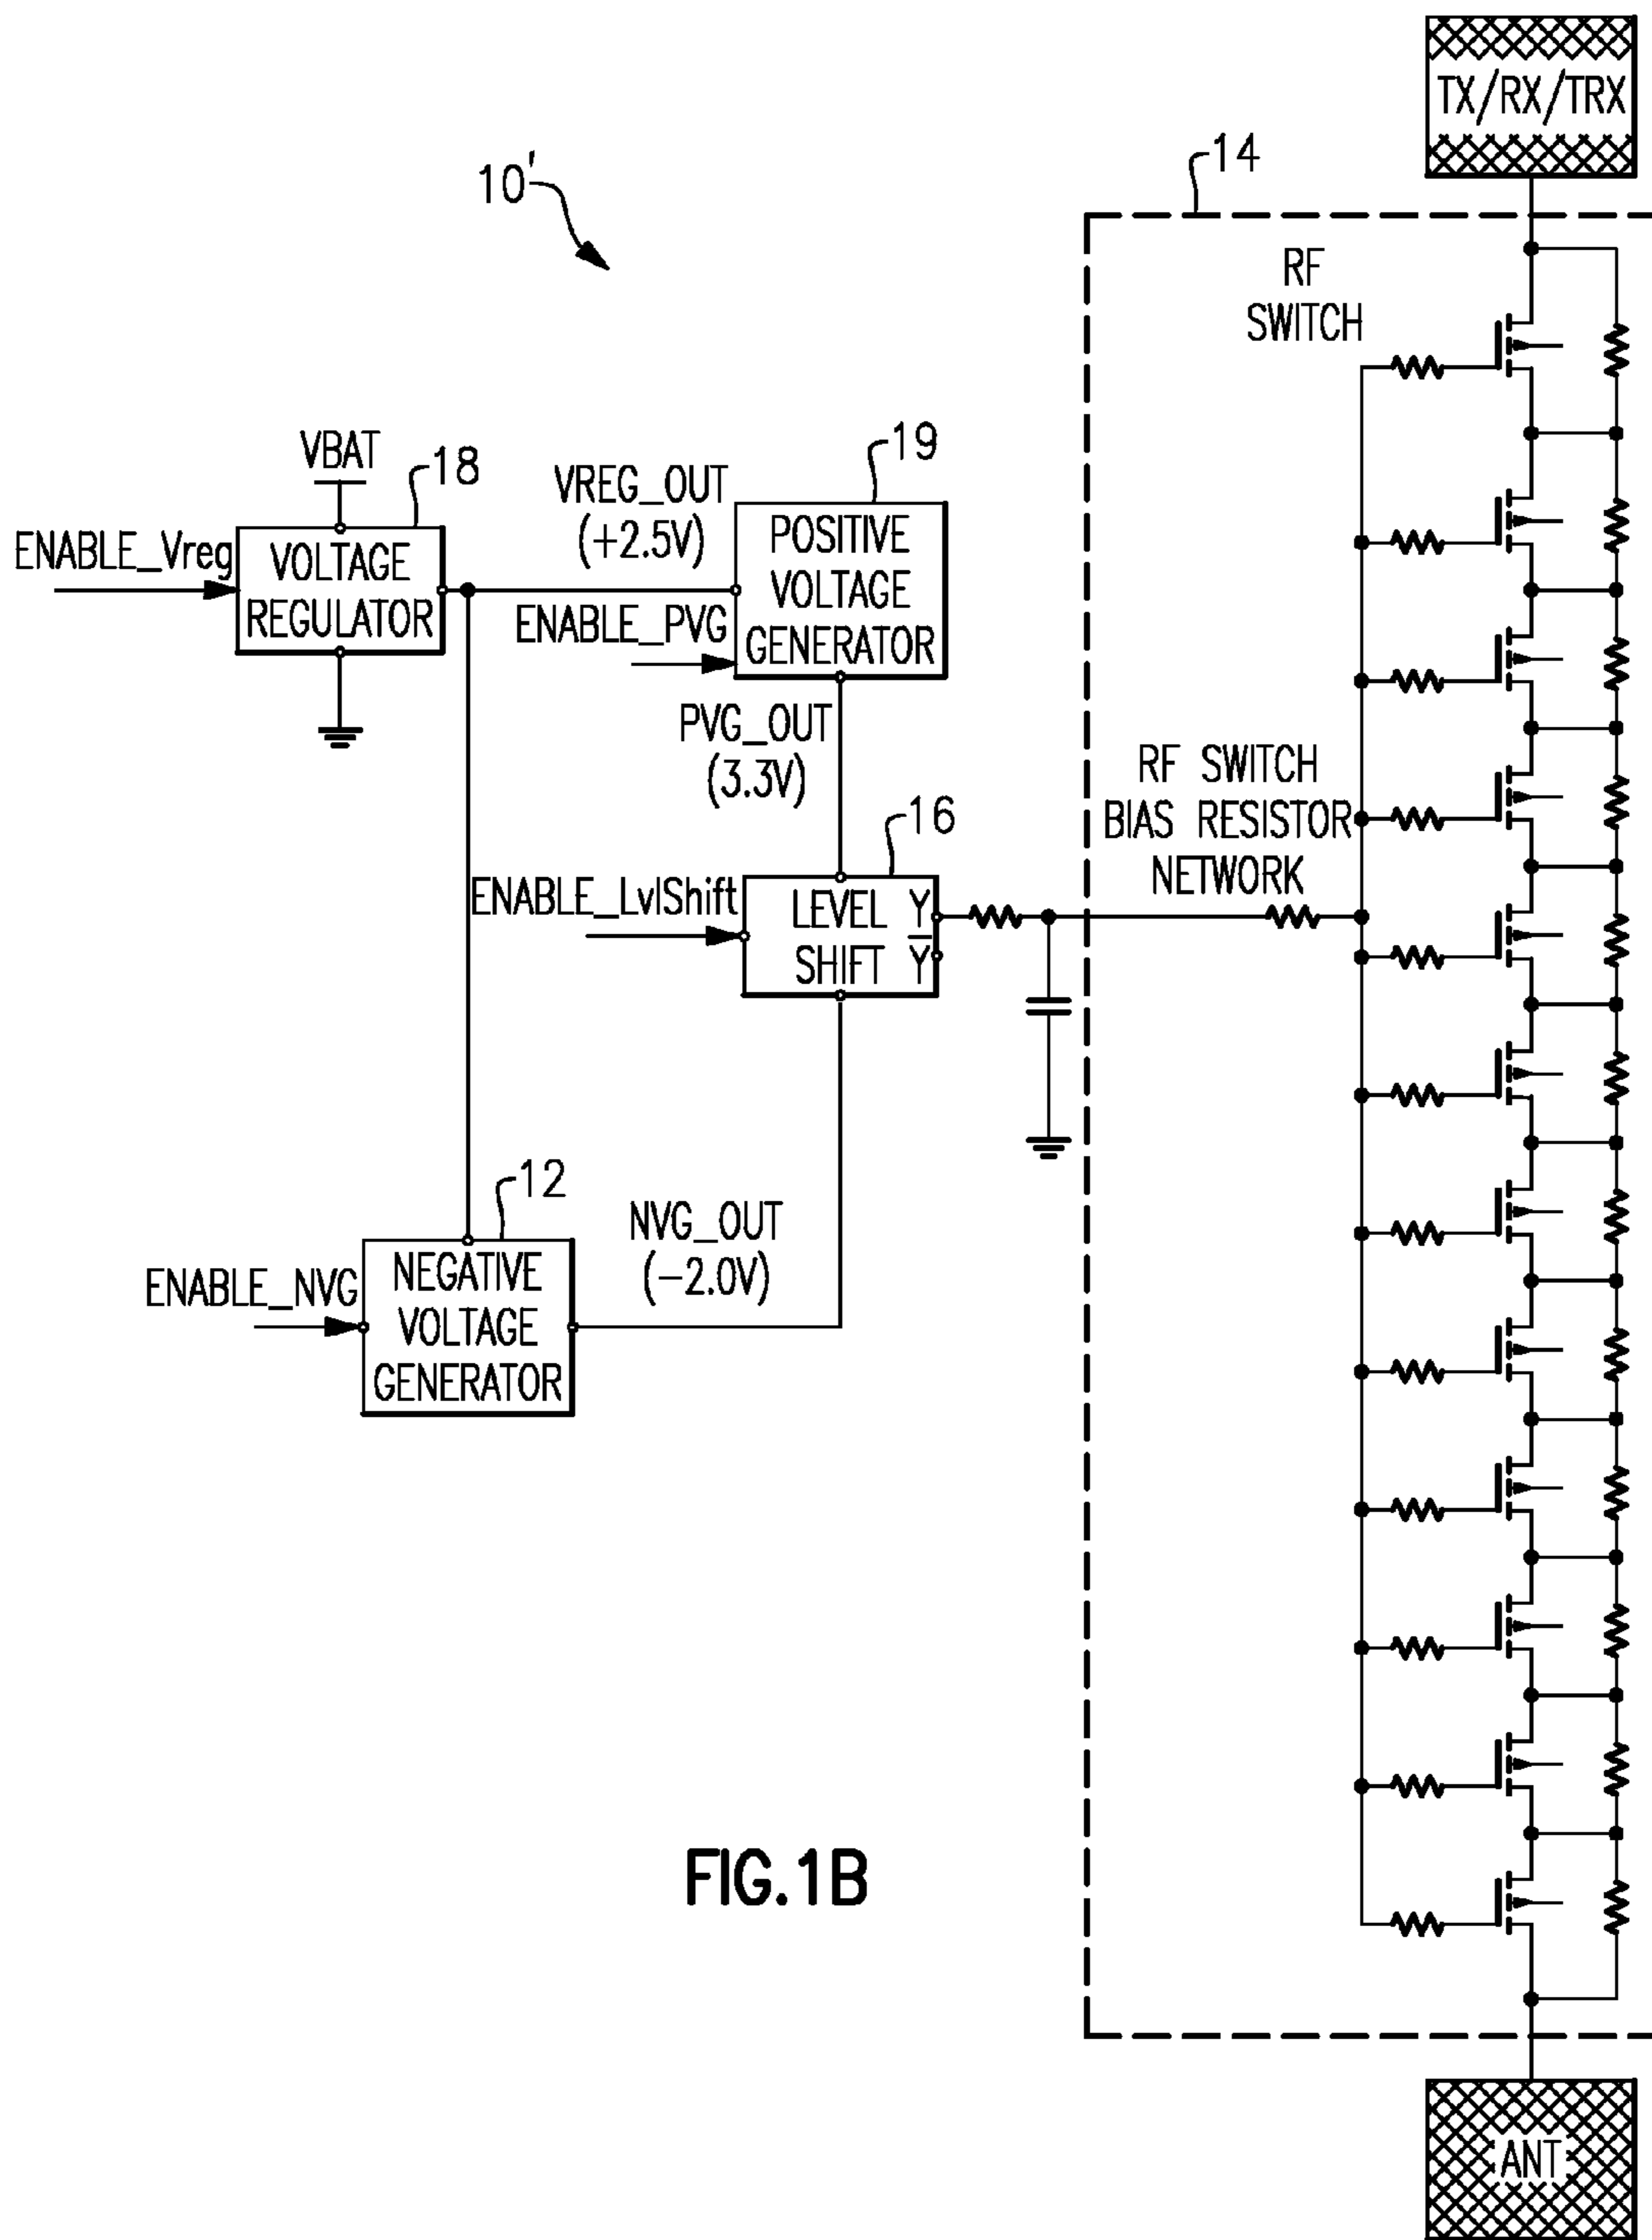 TX/RX/TRX
14
10'
RF
SWITCH
VBAT
18
ENABLE_Vreg
VOLTAGE
REGULATOR
VREG_OUT
(+2.5V)
19
POSITIVE
VOLTAGE
GENERATOR
ENABLE_PVG
PVG_OUT
(3.3V)
16
RF SWITCH
BIAS RESISTOR
NETWORK
ENABLE_LvlShift
LEVEL
SHIFT
Y
Y̅
12
NVG_OUT
(−2.0V)
ENABLE_NVG
NEGATIVE
VOLTAGE
GENERATOR
FIG.1B
ANT